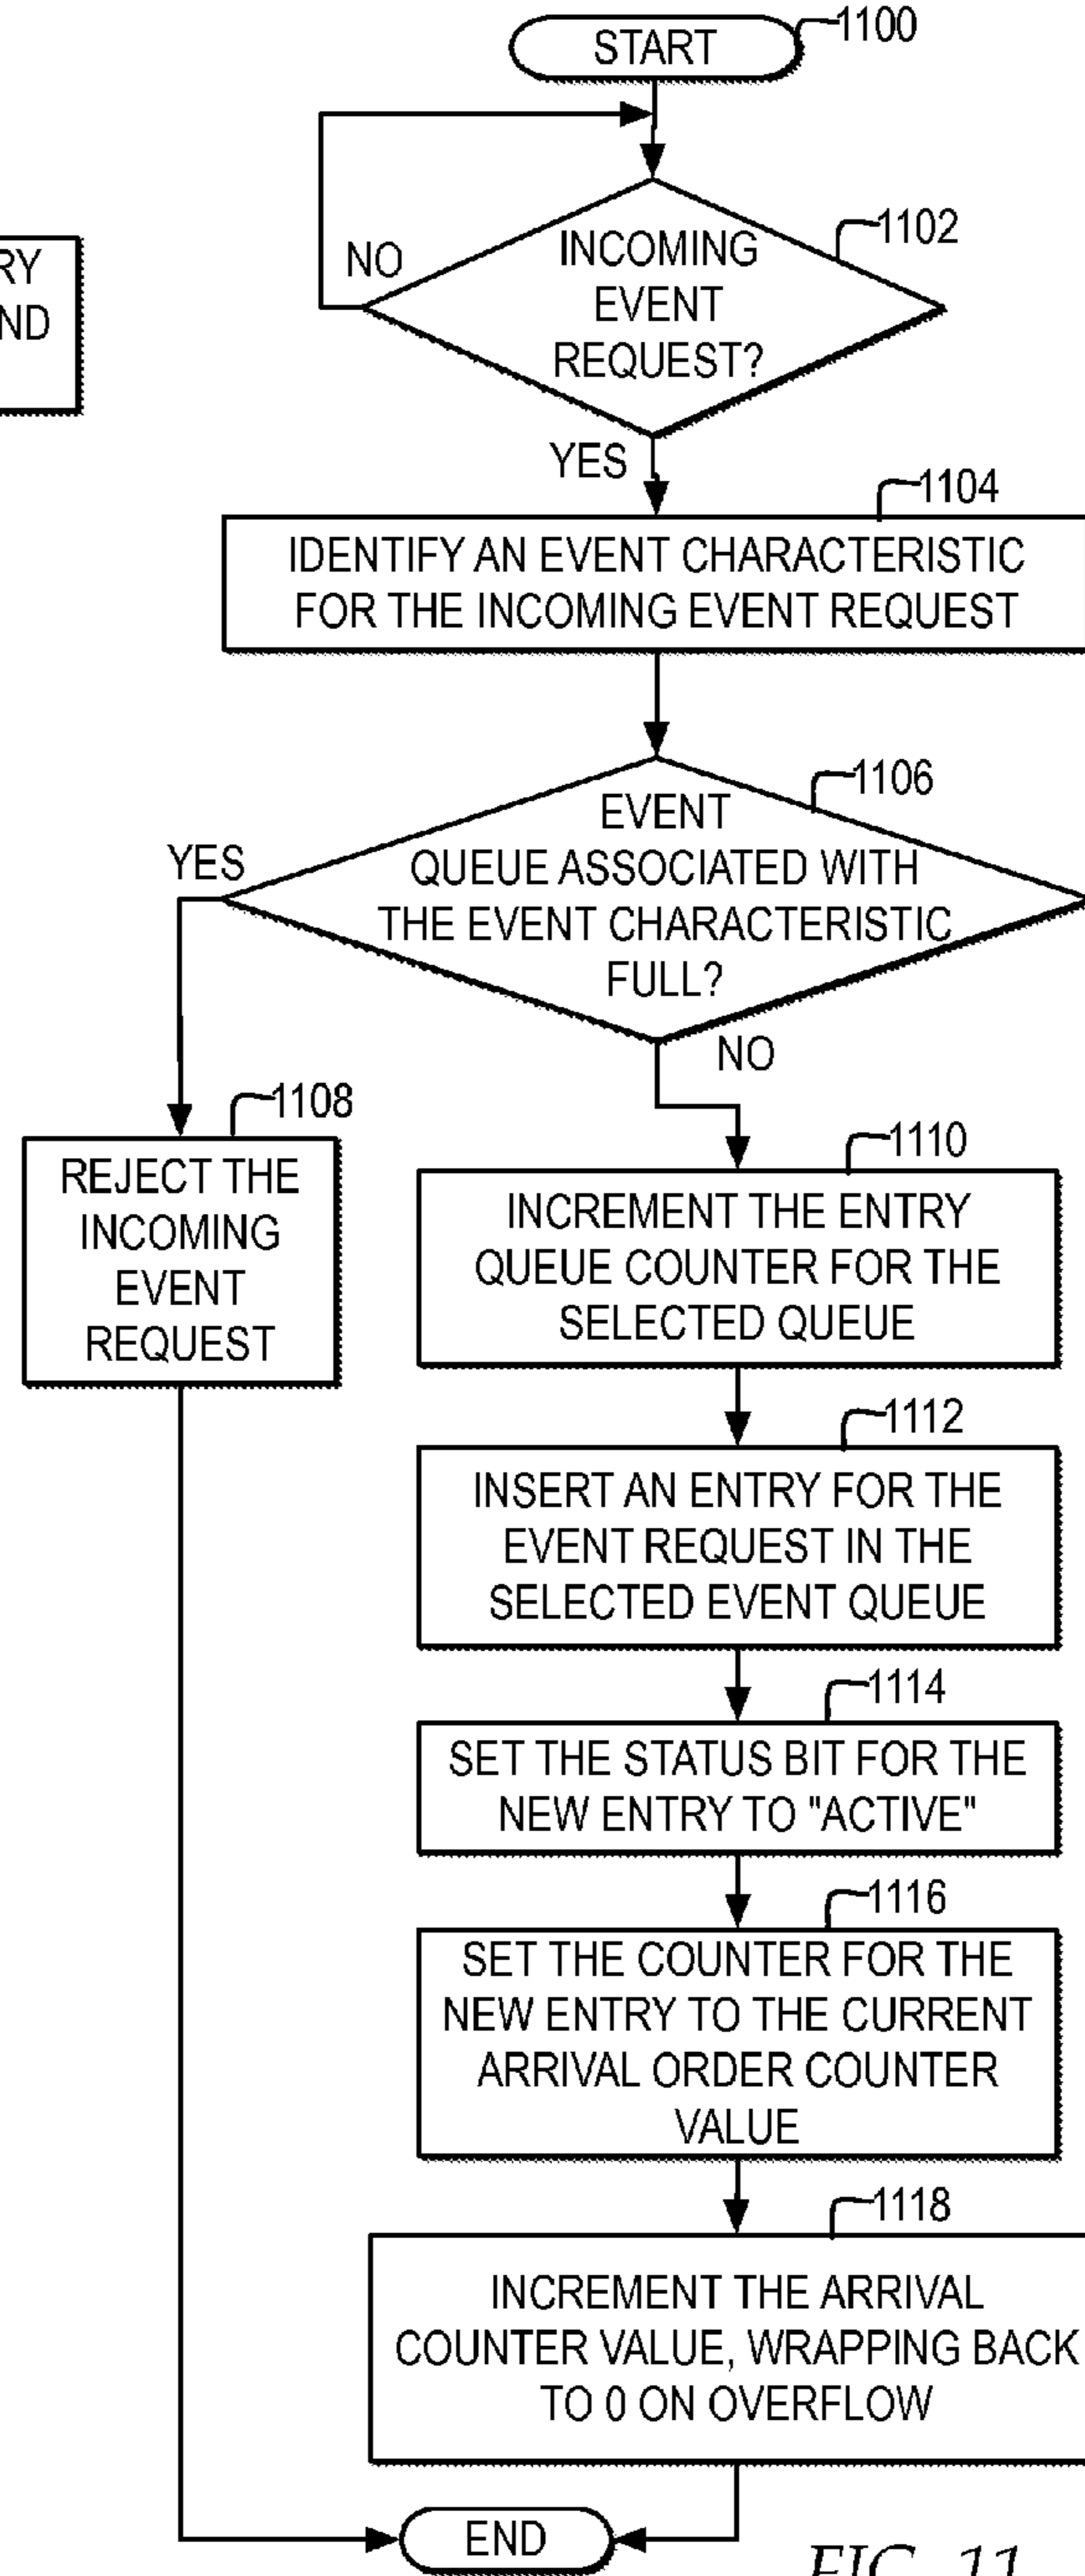 START
1100
RY
ND
NO
INCOMING
EVENT
REQUEST?
1102
YES
1104
IDENTIFY AN EVENT CHARACTERISTIC
FOR THE INCOMING EVENT REQUEST
1106
EVENT
QUEUE ASSOCIATED WITH
THE EVENT CHARACTERISTIC
FULL?
YES
NO
1108
REJECT THE
INCOMING
EVENT
REQUEST
1110
INCREMENT THE ENTRY
QUEUE COUNTER FOR THE
SELECTED QUEUE
1112
INSERT AN ENTRY FOR THE
EVENT REQUEST IN THE
SELECTED EVENT QUEUE
1114
SET THE STATUS BIT FOR THE
NEW ENTRY TO "ACTIVE"
1116
SET THE COUNTER FOR THE
NEW ENTRY TO THE CURRENT
ARRIVAL ORDER COUNTER
VALUE
1118
INCREMENT THE ARRIVAL
COUNTER VALUE, WRAPPING BACK
TO 0 ON OVERFLOW
END
FIG. 11